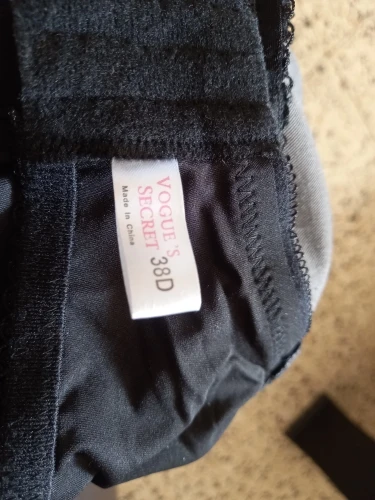 VOGUE'S
SECRET
38D
Made In China